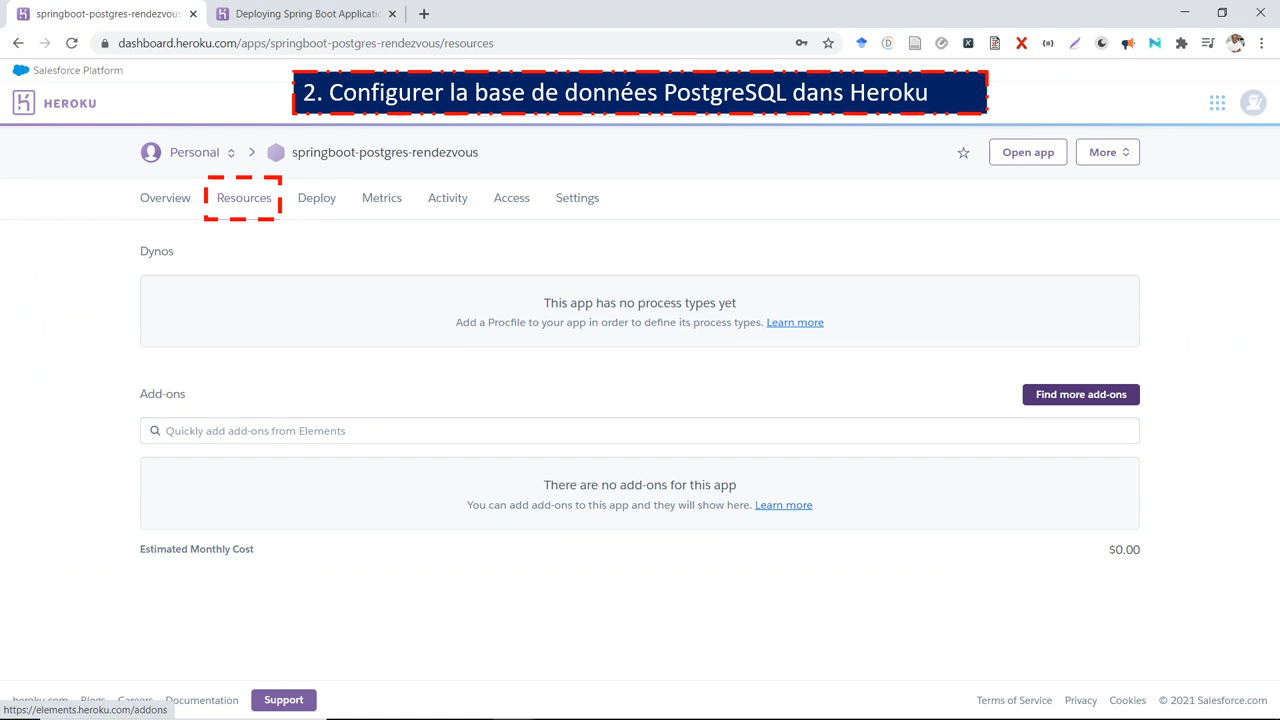 springboot-postgres-rendezvous
Deploying Spring Boot Applicatio
dashboard.heroku.com/apps/springboot-postgres-rendezvous/resources
Salesforce Platform
2. Configurer la base de données PostgreSQL dans Heroku
HEROKU
Personal
springboot-postgres-rendezvous
Open app
More
Overview
Resources
Deploy
Metrics
Activity
Access
Settings
Dynos
This app has no process types yet
Add a Procfile to your app in order to define its process types. Learn more
Add-ons
Find more add-ons
Quickly add add-ons from Elements
There are no add-ons for this app
You can add add-ons to this app and they will show here. Learn more
Estimated Monthly Cost
$0.00
heroku.com
Blogs
Careers
Documentation
Support
Terms of Service
Privacy
Cookies
© 2021 Salesforce.com
https://elements.heroku.com/addons